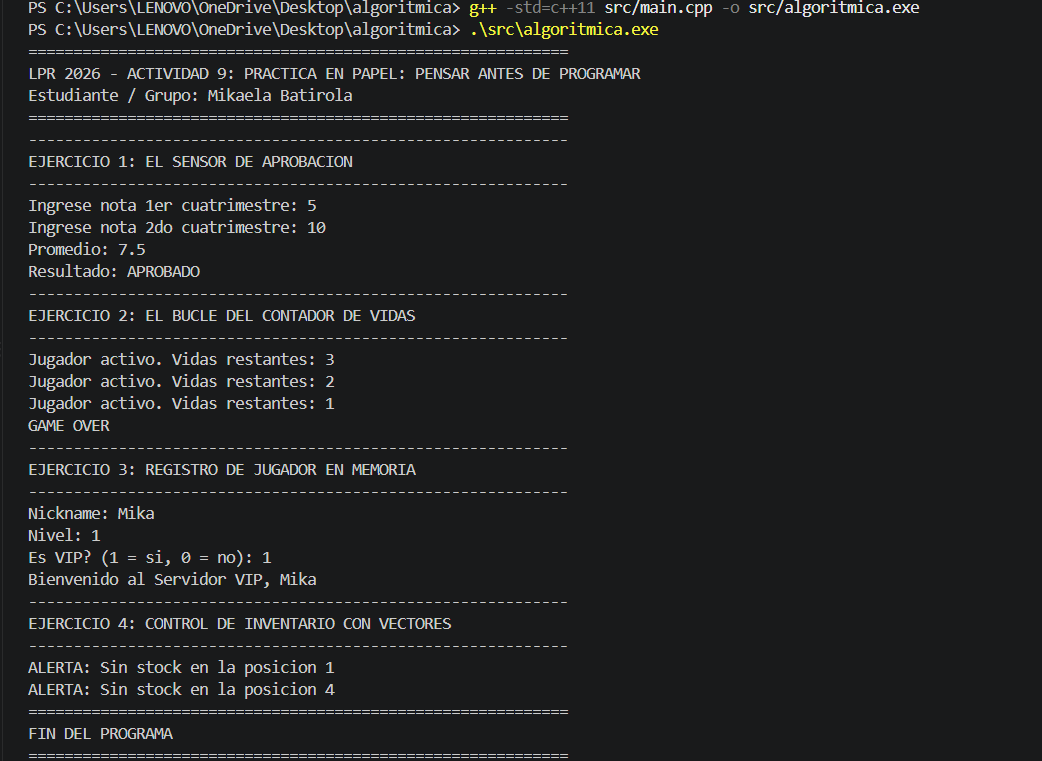 PS C:\Users\LENOVO\OneDrive\Desktop\algoritmica> g++ -std=c++11 src/main.cpp -o src/algoritmica.exe
PS C:\Users\LENOVO\OneDrive\Desktop\algoritmica> .\src\algoritmica.exe
============================================================
LPR 2026 - ACTIVIDAD 9: PRACTICA EN PAPEL: PENSAR ANTES DE PROGRAMAR
Estudiante / Grupo: Mikaela Batirola
============================================================
------------------------------------------------------------
EJERCICIO 1: EL SENSOR DE APROBACION
------------------------------------------------------------
Ingrese nota 1er cuatrimestre: 5
Ingrese nota 2do cuatrimestre: 10
Promedio: 7.5
Resultado: APROBADO
------------------------------------------------------------
EJERCICIO 2: EL BUCLE DEL CONTADOR DE VIDAS
------------------------------------------------------------
Jugador activo. Vidas restantes: 3
Jugador activo. Vidas restantes: 2
Jugador activo. Vidas restantes: 1
GAME OVER
------------------------------------------------------------
EJERCICIO 3: REGISTRO DE JUGADOR EN MEMORIA
------------------------------------------------------------
Nickname: Mika
Nivel: 1
Es VIP? (1 = si, 0 = no): 1
Bienvenido al Servidor VIP, Mika
------------------------------------------------------------
EJERCICIO 4: CONTROL DE INVENTARIO CON VECTORES
------------------------------------------------------------
ALERTA: Sin stock en la posicion 1
ALERTA: Sin stock en la posicion 4
============================================================
FIN DEL PROGRAMA
============================================================